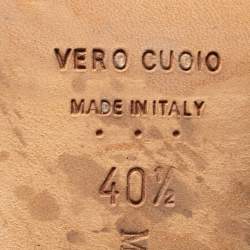 VERO CUOIO
MADE IN ITALY
• • •
40½
M